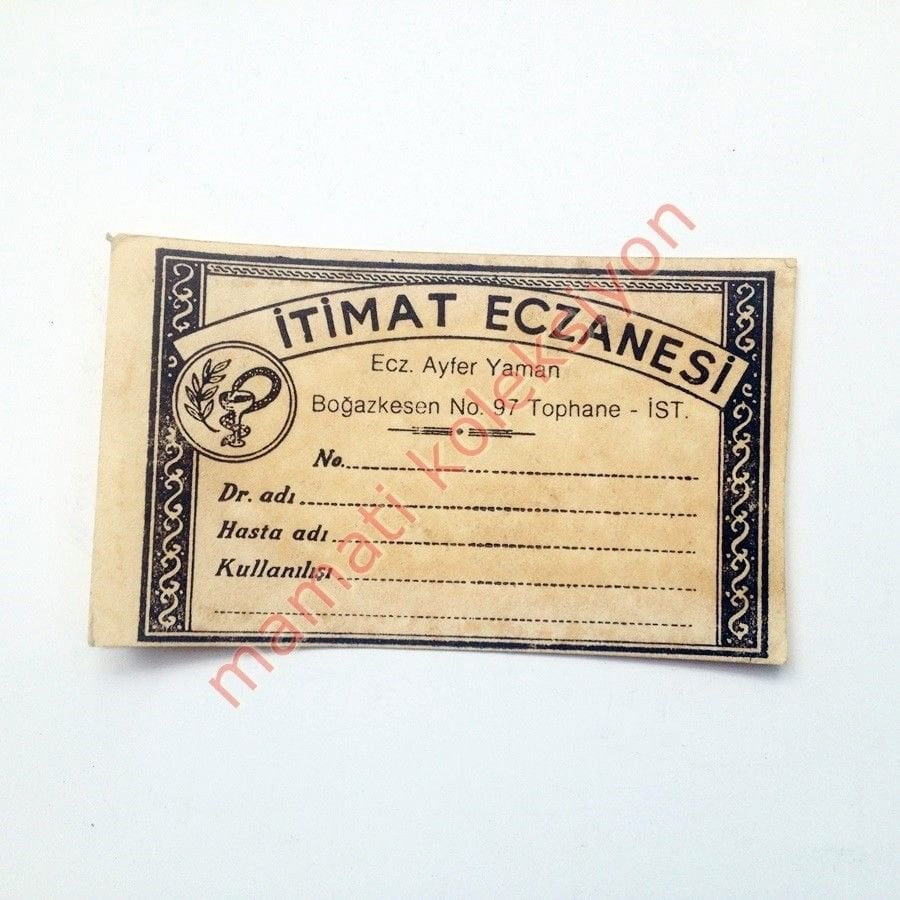 İTİMAT ECZANESİ
Ecz. Ayfer Yaman
Boğazkesen No. 97 Tophane - İST.
No.
Dr. adı
Hasta adı
Kullanılışı
mamati koleksiyon